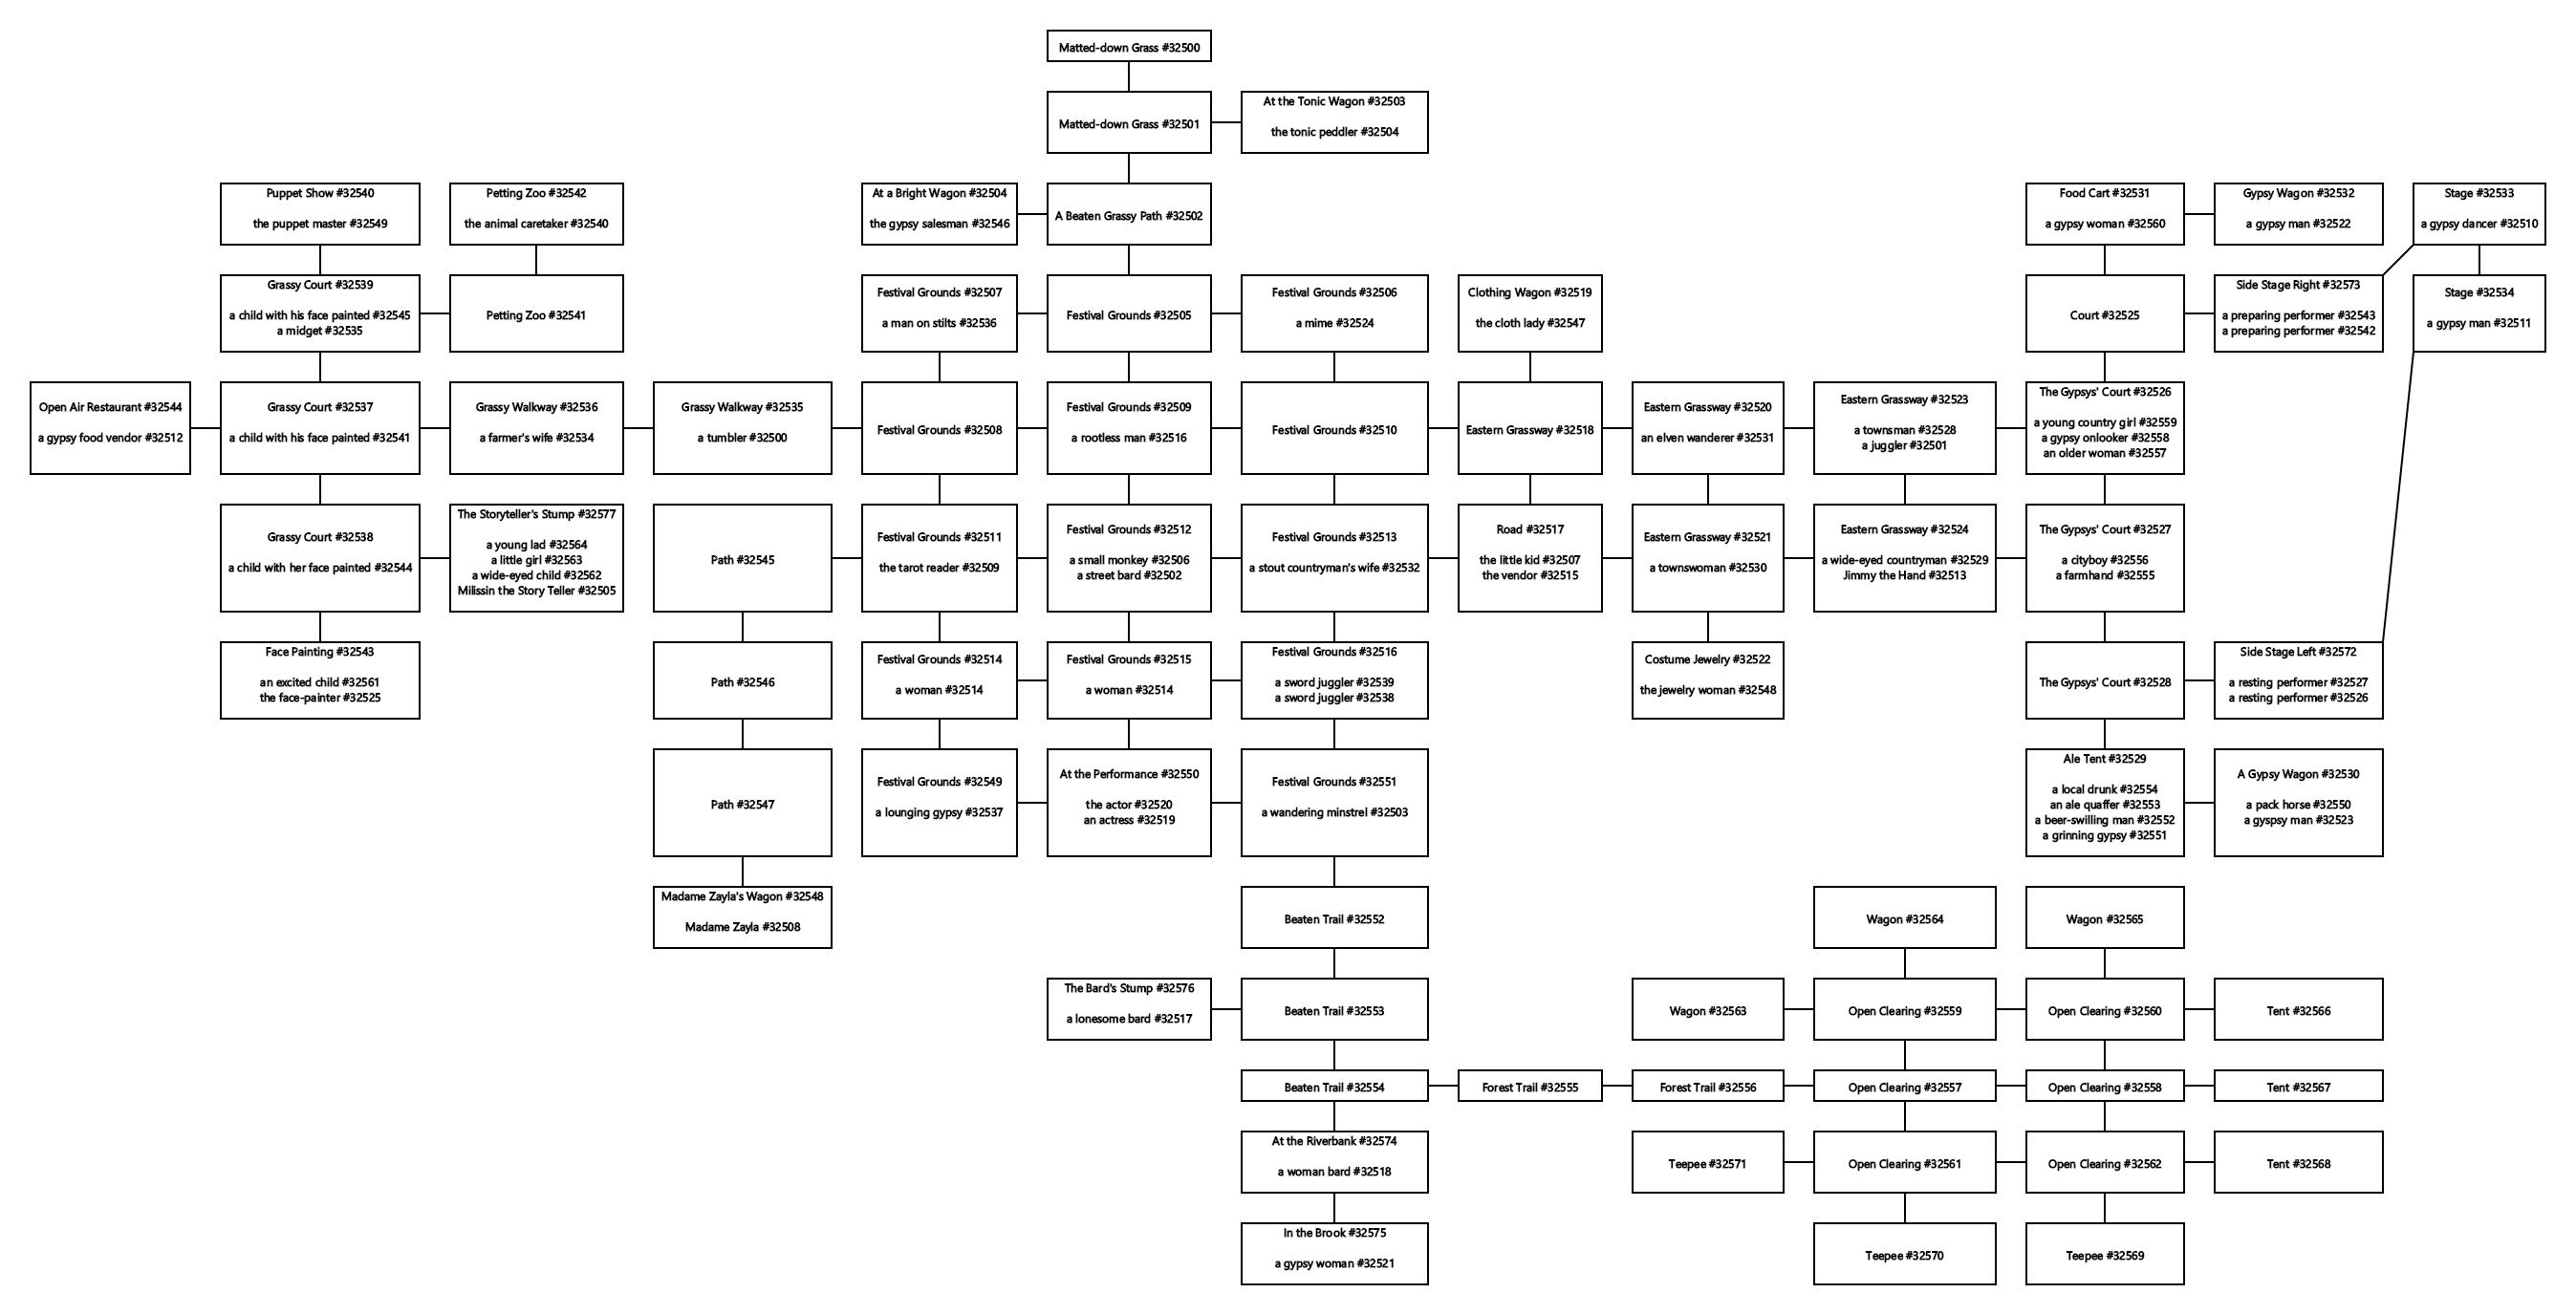 Matted-down Grass #32500
Matted-down Grass #32501
At the Tonic Wagon #32503
the tonic peddler #32504
Puppet Show #32540
the puppet master #32549
Petting Zoo #32542
the animal caretaker #32540
At a Bright Wagon #32504
the gypsy salesman #32546
A Beaten Grassy Path #32502
Food Cart #32531
a gypsy woman #32560
Gypsy Wagon #32532
a gypsy man #32522
Stage #32533
a gypsy dancer #32510
Grassy Court #32539
a child with his face painted #32545
a midget #32535
Petting Zoo #32541
Festival Grounds #32507
a man on stilts #32536
Festival Grounds #32505
Festival Grounds #32506
a mime #32524
Clothing Wagon #32519
the cloth lady #32547
Court #32525
Side Stage Right #32573
a preparing performer #32543
a preparing performer #32542
Stage #32534
a gypsy man #32511
Open Air Restaurant #32544
a gypsy food vendor #32512
Grassy Court #32537
a child with his face painted #32541
Grassy Walkway #32536
a farmer's wife #32534
Grassy Walkway #32535
a tumbler #32500
Festival Grounds #32508
Festival Grounds #32509
a rootless man #32516
Festival Grounds #32510
Eastern Grassway #32518
Eastern Grassway #32520
an elven wanderer #32531
Eastern Grassway #32523
a townsman #32528
a juggler #32501
The Gypsys' Court #32526
a young country girl #32559
a gypsy onlooker #32558
an older woman #32557
Grassy Court #32538
a child with her face painted #32544
The Storyteller's Stump #32577
a young lad #32564
a little girl #32563
a wide-eyed child #32562
Milissin the Story Teller #32505
Path #32545
Festival Grounds #32511
the tarot reader #32509
Festival Grounds #32512
a small monkey #32506
a street bard #32502
Festival Grounds #32513
a stout countryman's wife #32532
Road #32517
the little kid #32507
the vendor #32515
Eastern Grassway #32521
a townswoman #32530
Eastern Grassway #32524
a wide-eyed countryman #32529
Jimmy the Hand #32513
The Gypsys' Court #32527
a cityboy #32556
a farmhand #32555
Face Painting #32543
an excited child #32561
the face-painter #32525
Path #32546
Festival Grounds #32514
a woman #32514
Festival Grounds #32515
a woman #32514
Festival Grounds #32516
a sword juggler #32539
a sword juggler #32538
Costume Jewelry #32522
the jewelry woman #32548
The Gypsys' Court #32528
Side Stage Left #32572
a resting performer #32527
a resting performer #32526
Path #32547
Festival Grounds #32549
a lounging gypsy #32537
At the Performance #32550
the actor #32520
an actress #32519
Festival Grounds #32551
a wandering minstrel #32503
Ale Tent #32529
a local drunk #32554
an ale quaffer #32553
a beer-swilling man #32552
a grinning gypsy #32551
A Gypsy Wagon #32530
a pack horse #32550
a gyspsy man #32523
Madame Zayla's Wagon #32548
Madame Zayla #32508
Beaten Trail #32552
Wagon #32564
Wagon #32565
The Bard's Stump #32576
a lonesome bard #32517
Beaten Trail #32553
Wagon #32563
Open Clearing #32559
Open Clearing #32560
Tent #32566
Beaten Trail #32554
Forest Trail #32555
Forest Trail #32556
Open Clearing #32557
Open Clearing #32558
Tent #32567
At the Riverbank #32574
a woman bard #32518
Teepee #32571
Open Clearing #32561
Open Clearing #32562
Tent #32568
In the Brook #32575
a gypsy woman #32521
Teepee #32570
Teepee #32569